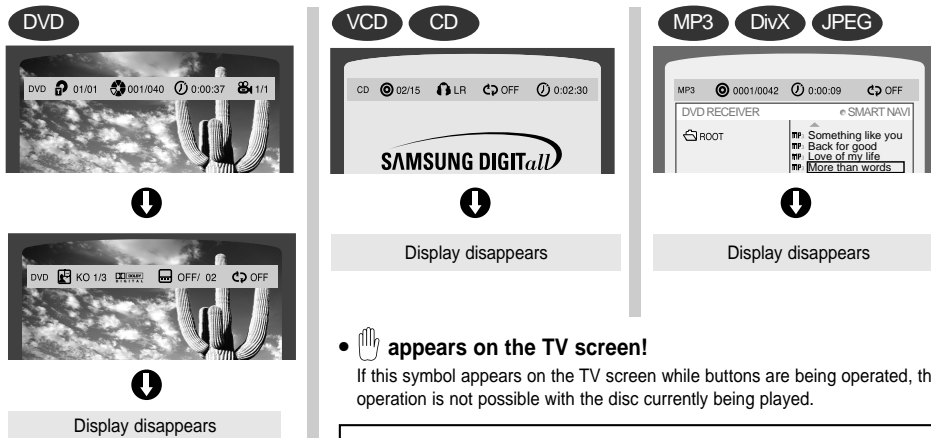 DVD
DVD 01/01 001/040 0:00:37 1/1
DVD KO 1/3 DOLBY DIGITAL OFF/ 02 OFF
Display disappears
VCD CD
CD 02/15 LR OFF 0:02:30
SAMSUNG DIGITall
Display disappears
MP3 DivX JPEG
MP3 0001/0042 0:00:09 OFF
DVD RECEIVER SMART NAVI
ROOT
Something like you
Back for good
Love of my life
More than words
Display disappears
• appears on the TV screen!
If this symbol appears on the TV screen while buttons are being operated, th
operation is not possible with the disc currently being played.